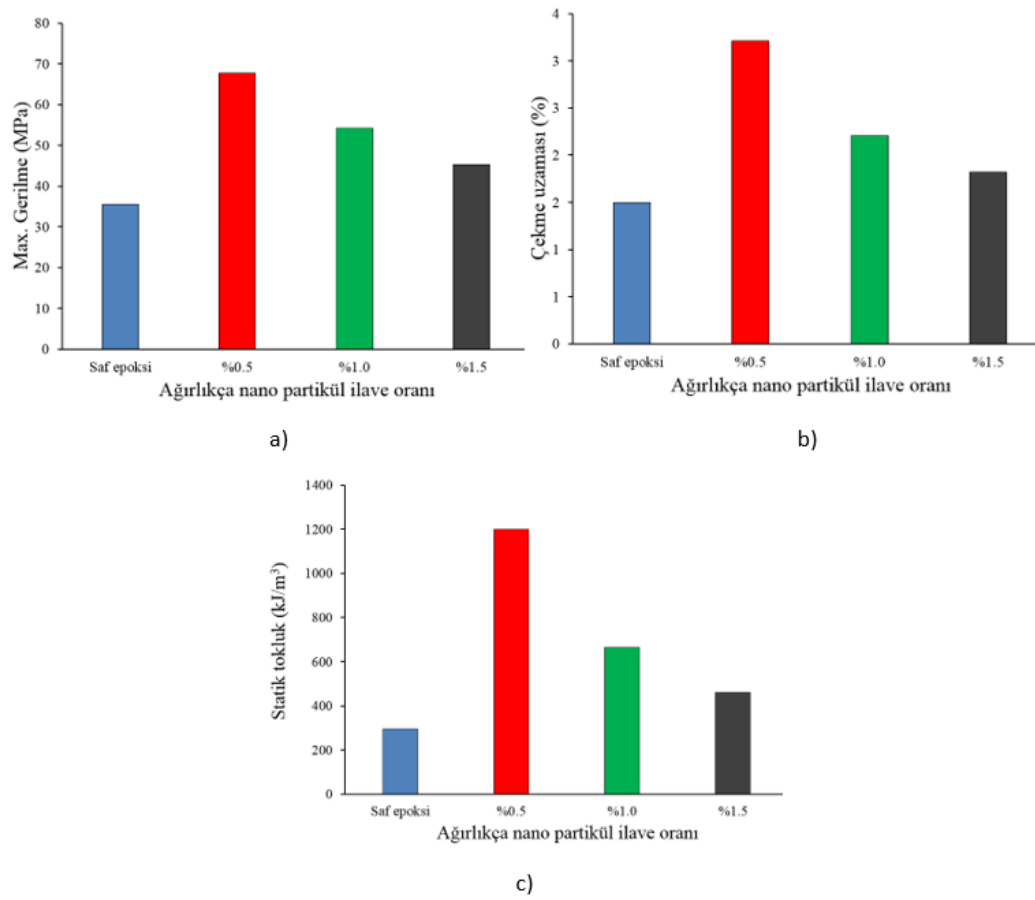 80
70
60
50
40
30
20
10
0
Max. Gerilme (MPa)
Saf epoksi %0.5 %1.0 %1.5
Ağırlıkça nano partikül ilave oranı
a)
4
3
3
2
2
1
1
0
Çekme uzaması (%)
Saf epoksi %0.5 %1.0 %1.5
Ağırlıkça nano partikül ilave oranı
b)
1400
1200
1000
800
600
400
200
0
Statik tokluk (kJ/m³)
Saf epoksi %0.5 %1.0 %1.5
Ağırlıkça nano partikül ilave oranı
c)